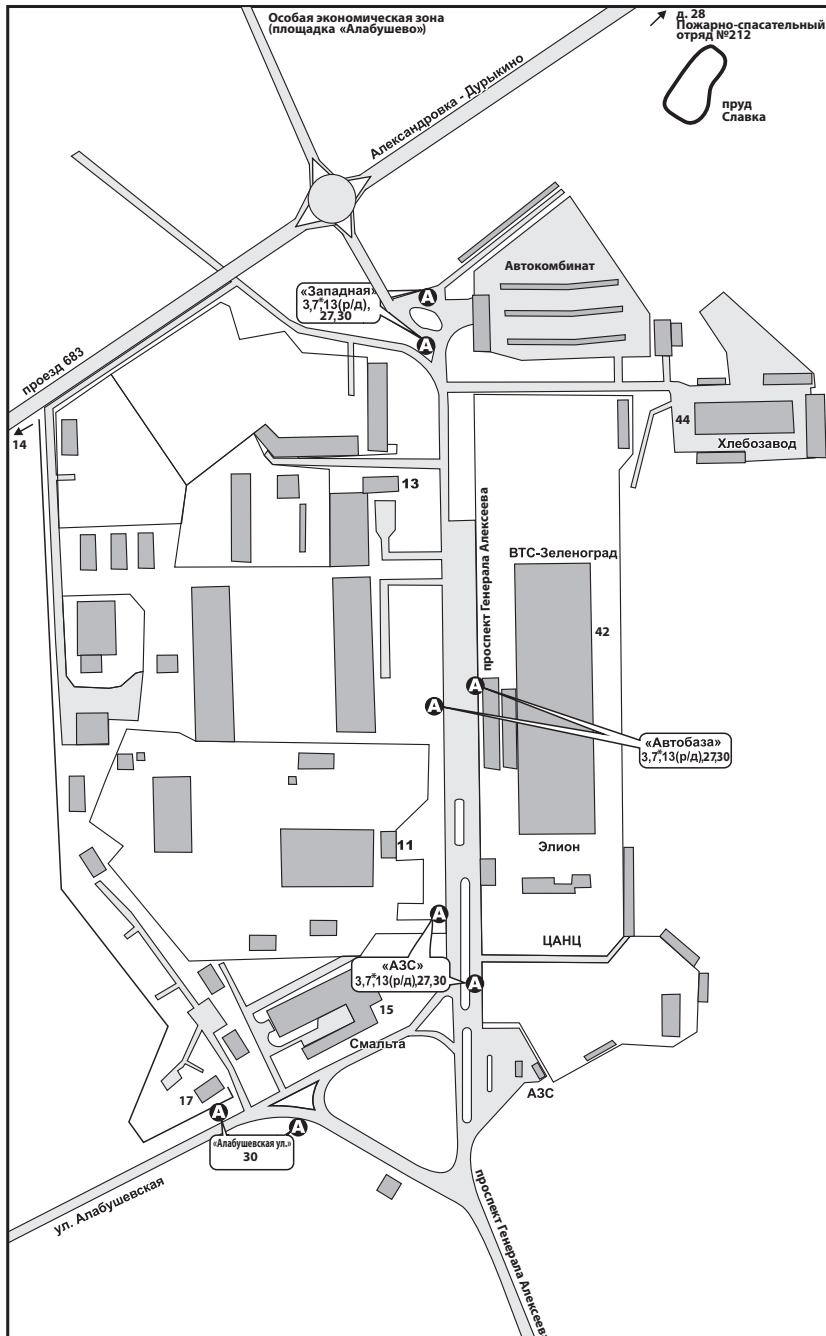 Особая экономическая зона
(площадка «Алабушево»)
д. 28
Пожарно-спасательный
отряд №212
пруд
Славка
Александровка - Дурыкино
Автокомбинат
«Западная»
3,7*,13(р/д),
27,30
проезд 683
14
44
Хлебозавод
13
проспект Генерала Алексеева
ВТС-Зеленоград
42
А
А
А
А
«Автобаза»
3,7*,13(р/д),27,30
11
Элион
А
ЦАНЦ
«АЗС»
3,7*,13(р/д),27,30
А
15
Смальта
АЗС
17
А
А
«Алабушевская ул.»
30
ул. Алабушевская
проспект Генерала Алексеева